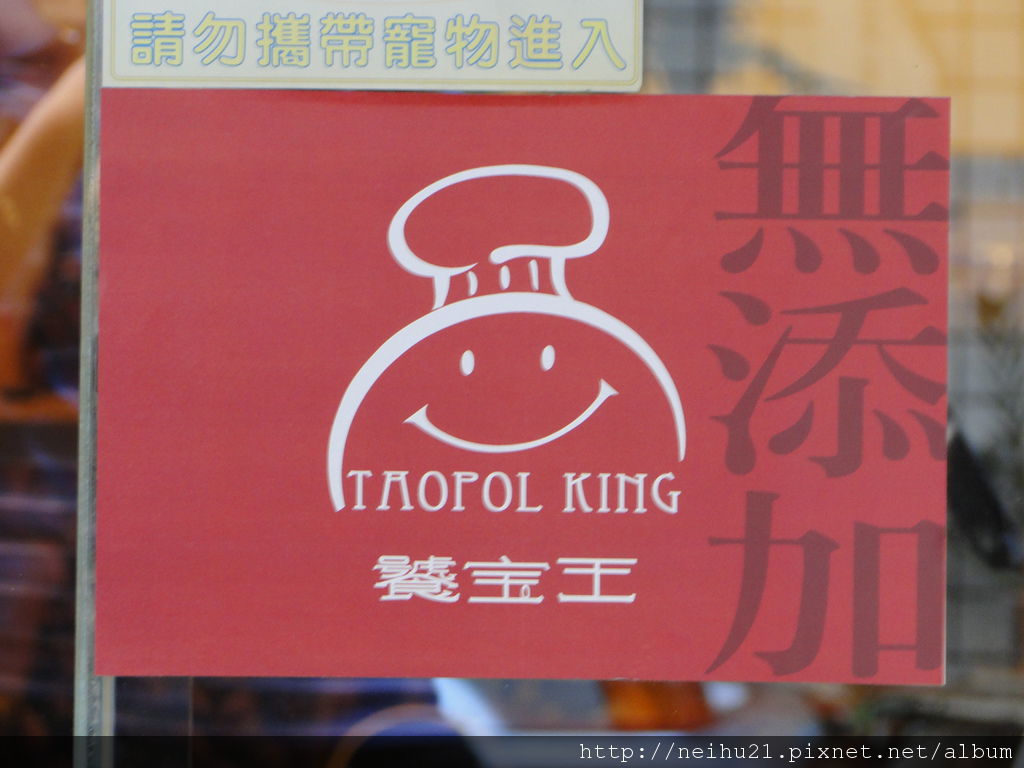 請勿攜帶寵物進入
無添加
TAOPOL KING
饕宝王
http://neihu21.pixnet.net/album